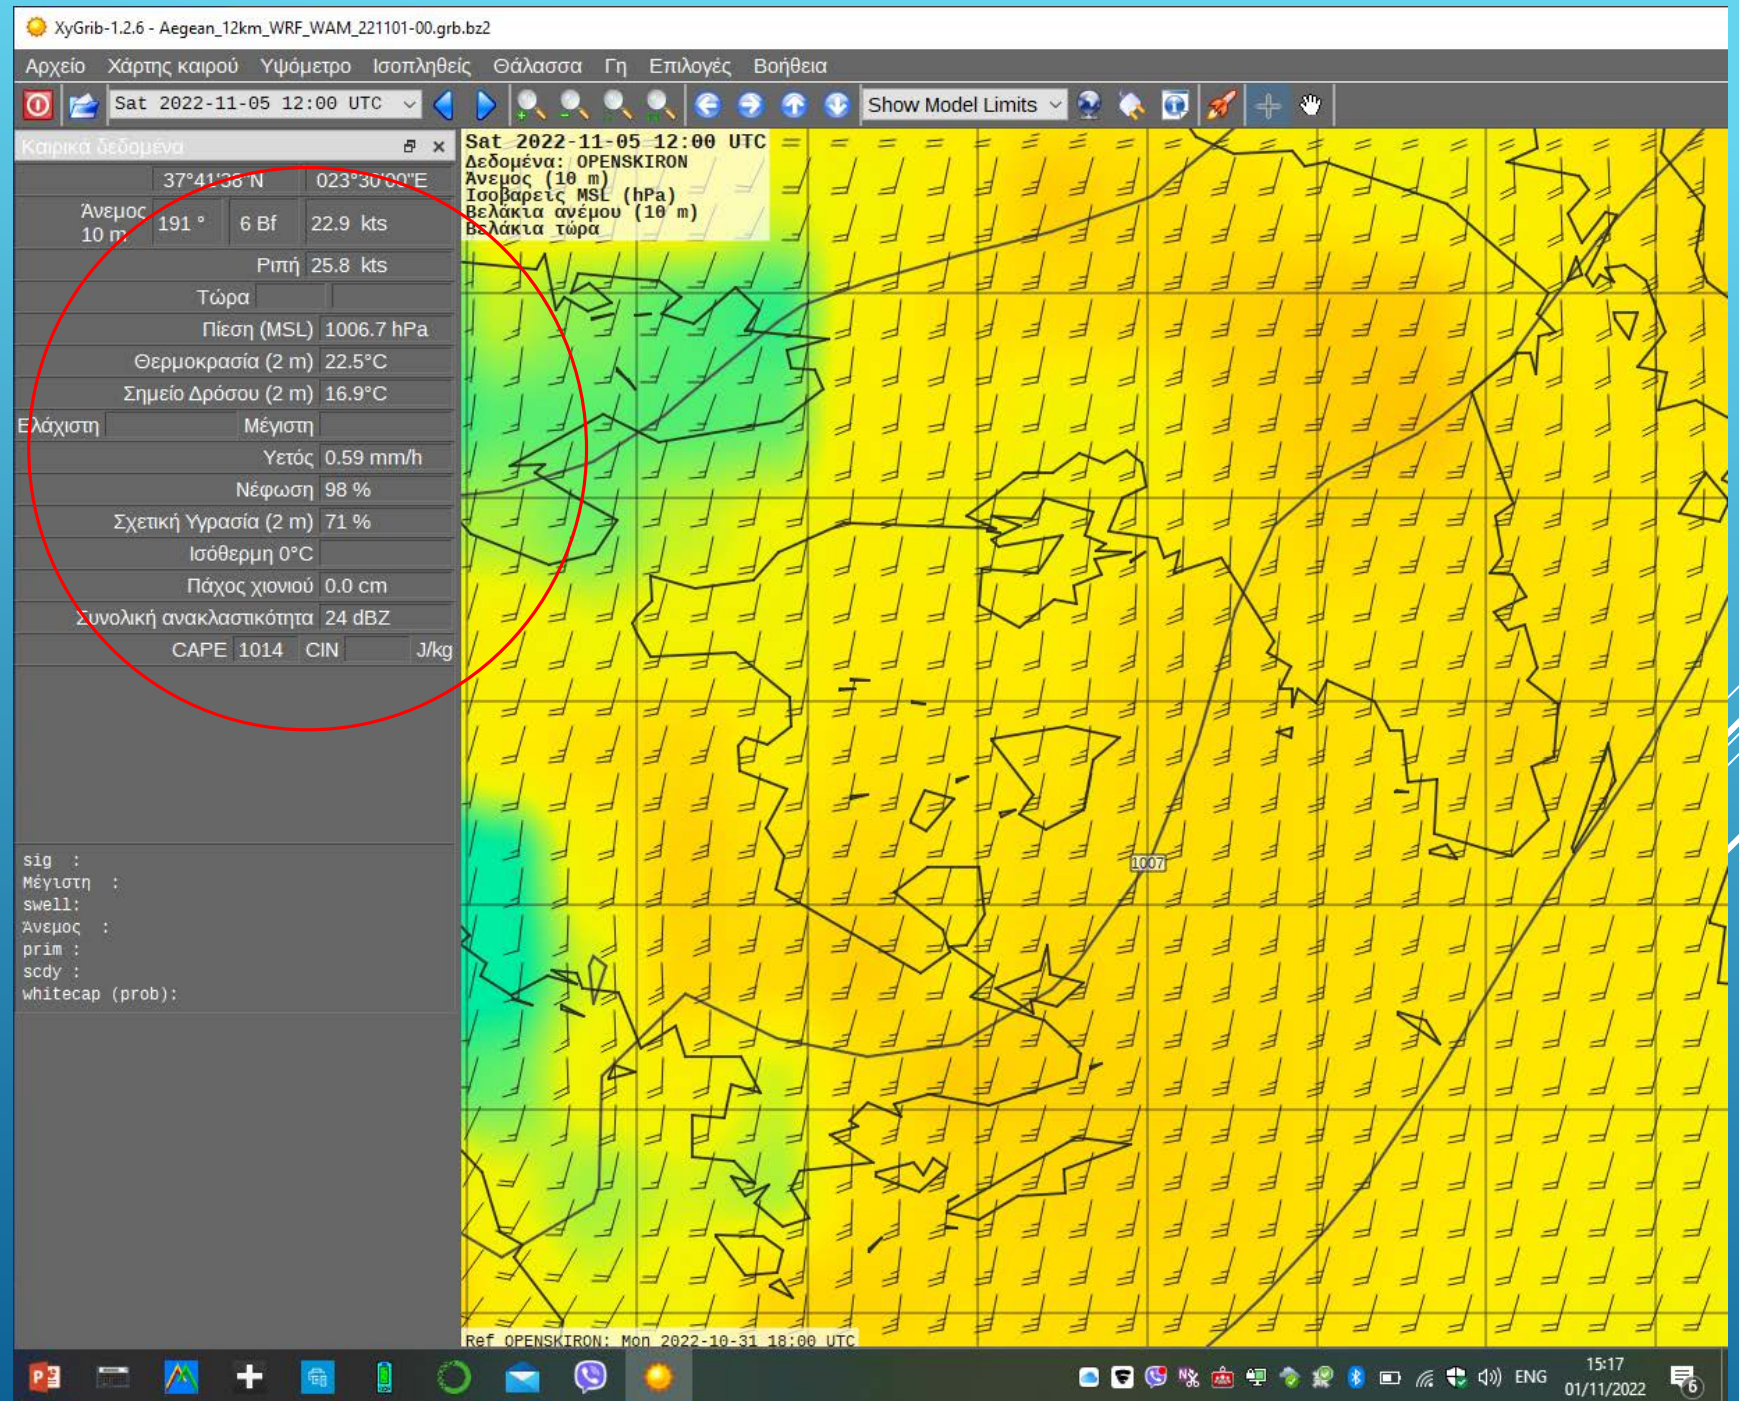 XyGrib-1.2.6 - Aegean_12km_WRF_WAM_221101-00.grb.bz2
Αρχείο Χάρτης καιρού Υψόμετρο Ισοπληθείς Θάλασσα Γη Επιλογές Βοήθεια
Sat 2022-11-05 12:00 UTC Show Model Limits
Καιρικά δεδομένα
37°41'38"N 023°30'00"E
Άνεμος 10 m 191 ° 6 Bf 22.9 kts
Ριπή 25.8 kts
Τώρα
Πίεση (MSL) 1006.7 hPa
Θερμοκρασία (2 m) 22.5°C
Σημείο Δρόσου (2 m) 16.9°C
Ελάχιστη Μέγιστη
Υετός 0.59 mm/h
Νέφωση 98 %
Σχετική Υγρασία (2 m) 71 %
Ισόθερμη 0°C
Πάχος χιονιού 0.0 cm
Συνολική ανακλαστικότητα 24 dBZ
CAPE 1014 CIN J/kg
sig :
Μέγιστη :
swell:
Άνεμος :
prim :
scdy :
whitecap (prob):
Sat 2022-11-05 12:00 UTC
Δεδομένα: OPENSKIRON
Άνεμος (10 m)
Ισοβαρείς MSL (hPa)
Βελάκια ανέμου (10 m)
Βελάκια τώρα
1007
Ref OPENSKIRON: Mon 2022-10-31 18:00 UTC
ENG
15:17
01/11/2022
6